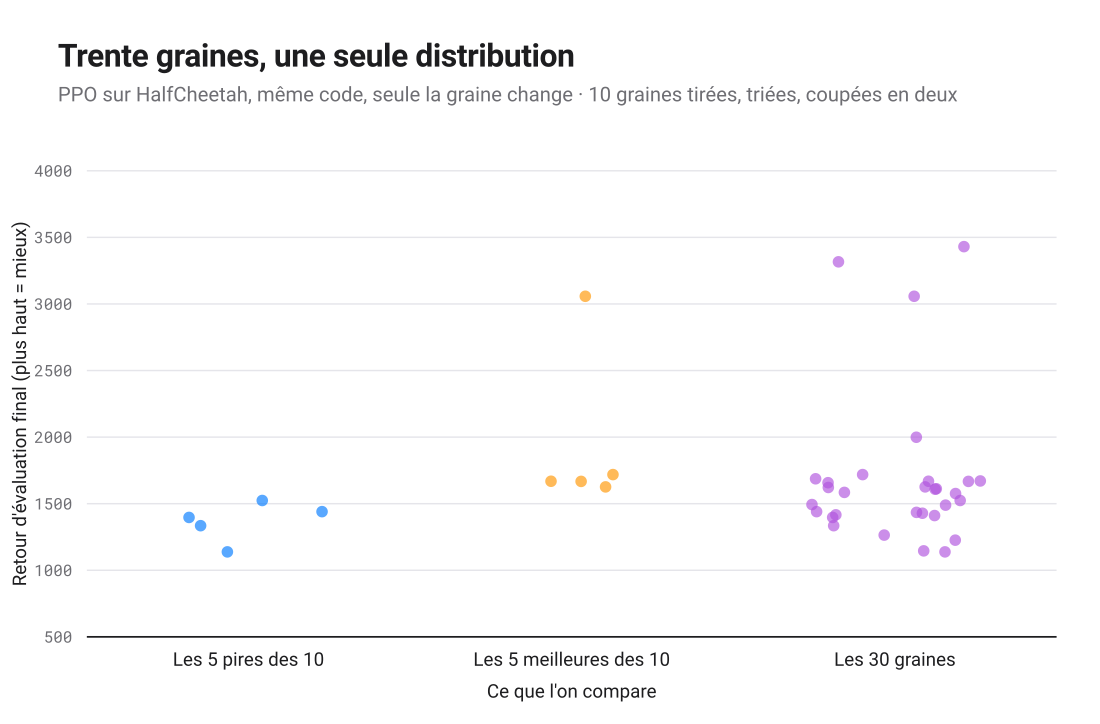 Trente graines, une seule distribution
PPO sur HalfCheetah, même code, seule la graine change · 10 graines tirées, triées, coupées en deux
Retour d'évaluation final (plus haut = mieux)
4000
3500
3000
2500
2000
1500
1000
500
Les 5 pires des 10
Les 5 meilleures des 10
Les 30 graines
Ce que l'on compare